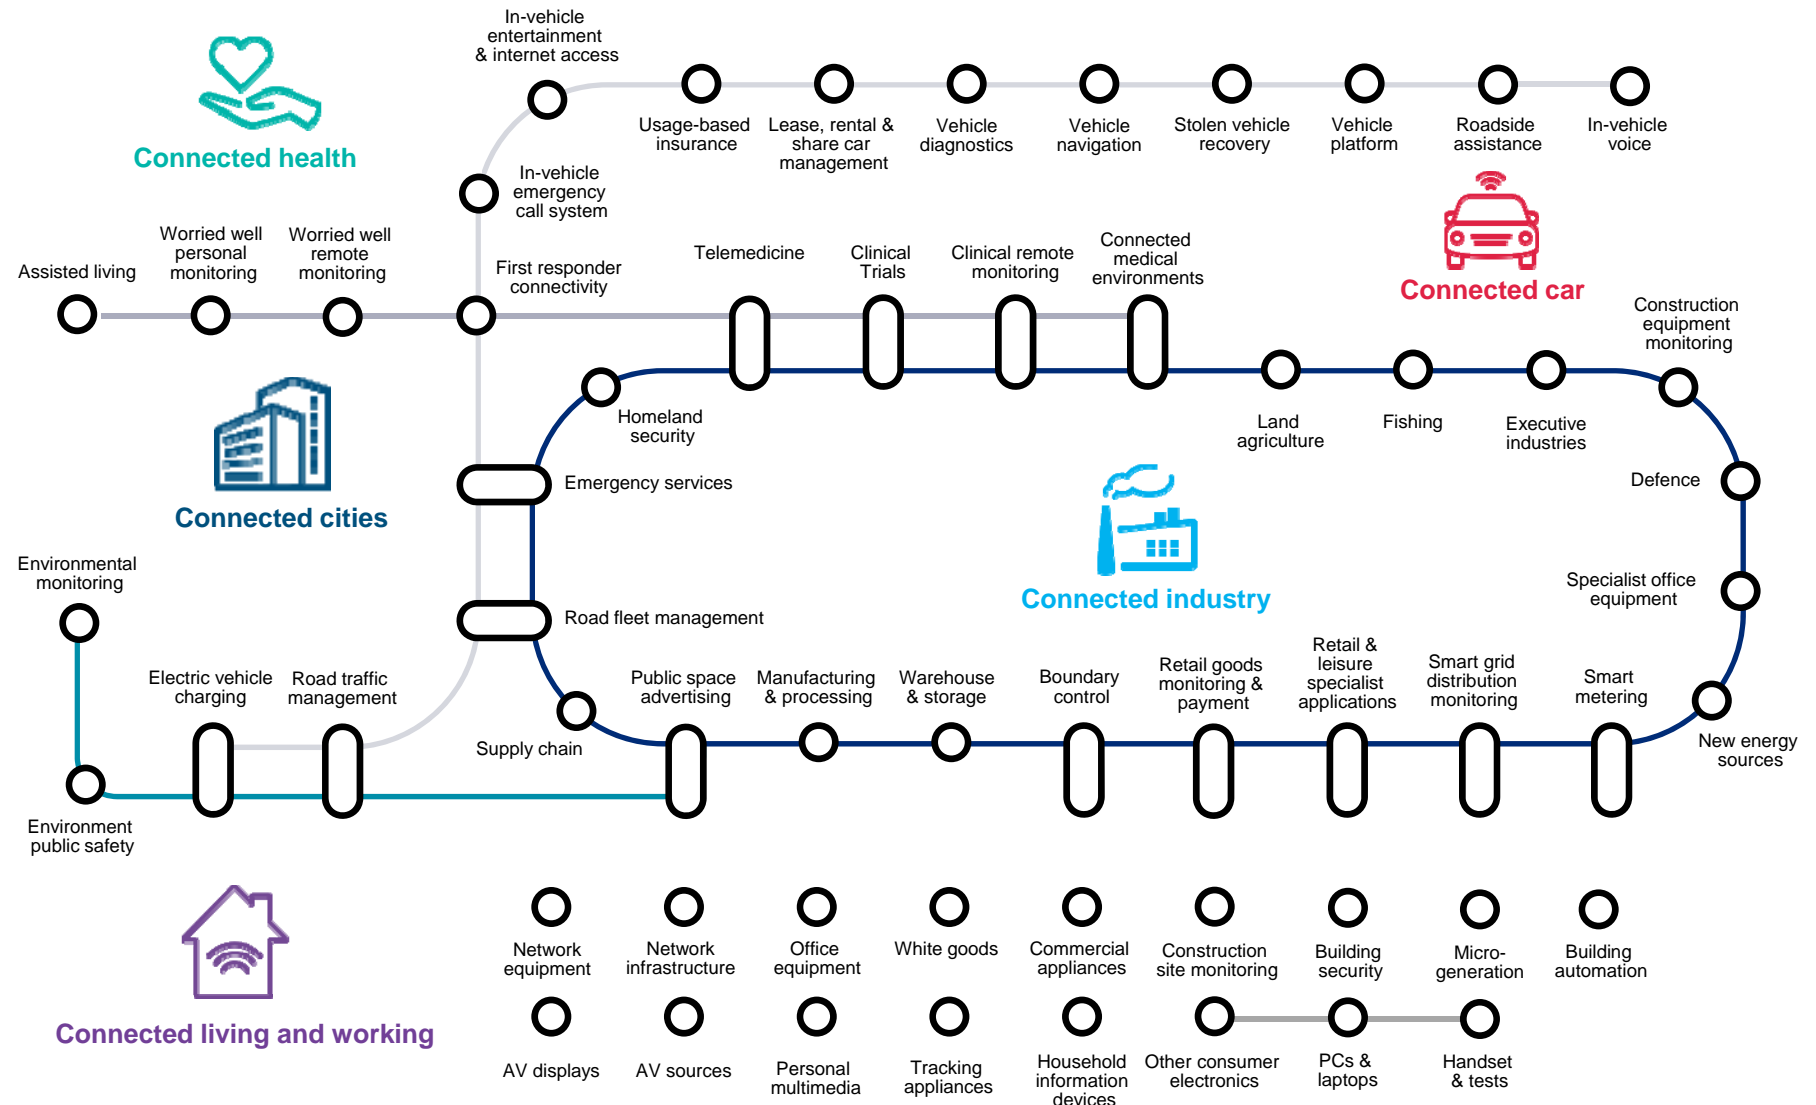 In-vehicle
entertainment
& internet access
Connected health
Usage-based
insurance
Lease, rental &
share car
management
Vehicle
diagnostics
Vehicle
navigation
Stolen vehicle
recovery
Vehicle
platform
Roadside
assistance
In-vehicle
voice
In-vehicle
emergency
call system
Assisted living
Worried well
personal
monitoring
Worried well
remote
monitoring
First responder
connectivity
Telemedicine
Clinical
Trials
Clinical remote
monitoring
Connected
medical
environments
Connected car
Construction
equipment
monitoring
Homeland
security
Land
agriculture
Fishing
Executive
industries
Emergency services
Defence
Connected cities
Connected industry
Environmental
monitoring
Specialist office
equipment
Road fleet management
Electric vehicle
charging
Road traffic
management
Supply chain
Public space
advertising
Manufacturing
& processing
Warehouse
& storage
Boundary
control
Retail goods
monitoring &
payment
Retail &
leisure
specialist
applications
Smart grid
distribution
monitoring
Smart
metering
New energy
sources
Environment
public safety
Connected living and working
Network
equipment
Network
infrastructure
Office
equipment
White goods
Commercial
appliances
Construction
site monitoring
Building
security
Micro-
generation
Building
automation
AV displays
AV sources
Personal
multimedia
Tracking
appliances
Household
information
devices
Other consumer
electronics
PCs &
laptops
Handset
& tests